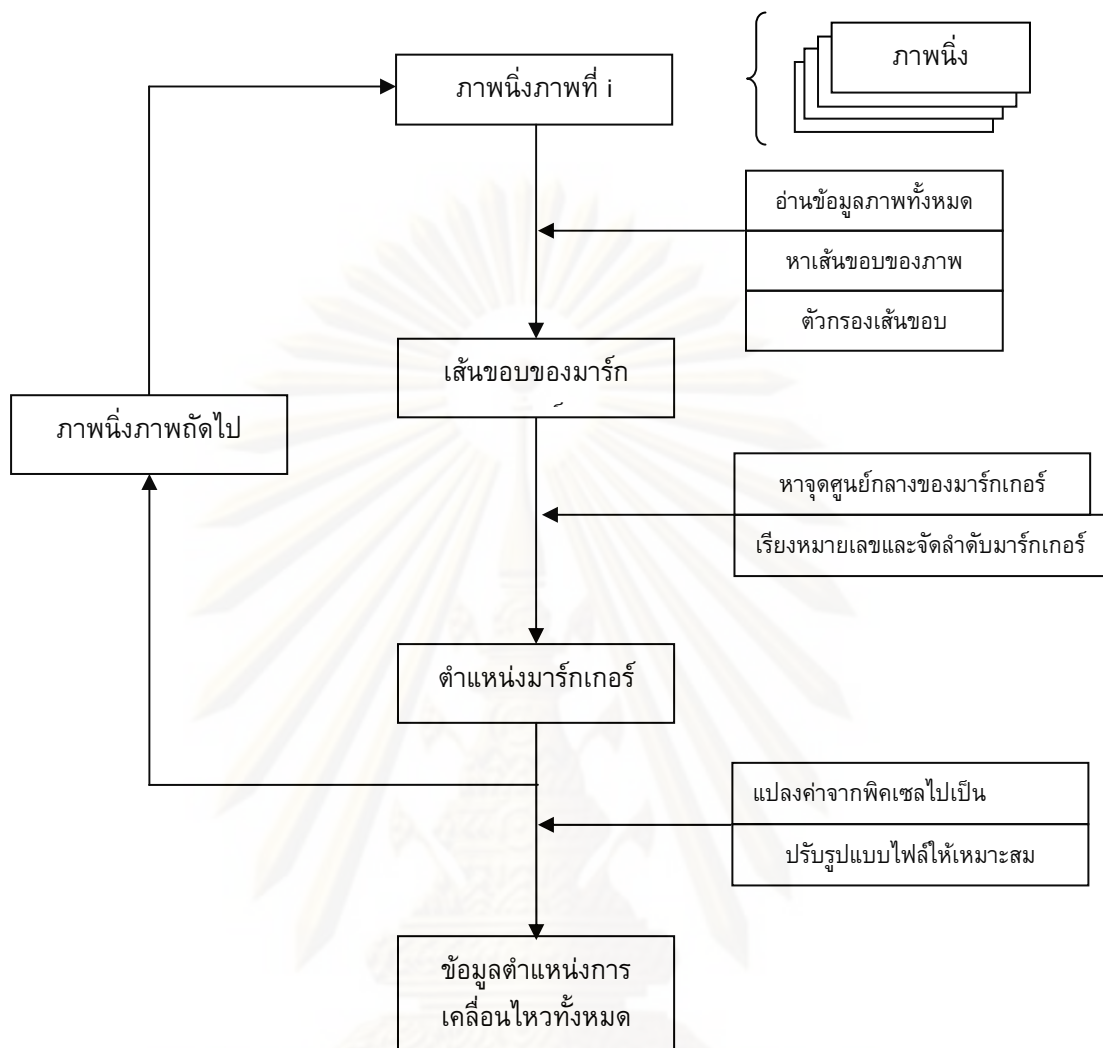 ภาพนิ่งภาพที่ i
ภาพนิ่ง
อ่านข้อมูลภาพทั้งหมด
หาเส้นขอบของภาพ
ตัวกรองเส้นขอบ
เส้นขอบของมาร์ก
ภาพนิ่งภาพถัดไป
หาจุดศูนย์กลางของมาร์กเกอร์
เรียงหมายเลขและจัดลำดับมาร์กเกอร์
ตำแหน่งมาร์กเกอร์
แปลงค่าจากพิคเซลไปเป็น
ปรับรูปแบบไฟล์ให้เหมาะสม
ข้อมูลตำแหน่งการ
เคลื่อนไหวทั้งหมด